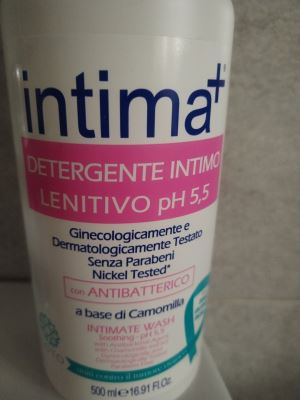 intima+
DETERGENTE INTIMO
LENITIVO pH 5,5
Ginecologicamente e
Dermatologicamente Testato
Senza Parabeni
Nickel Tested*
con ANTIBATTERICO
a base di Camomilla
INTIMATE WASH
Soothing - pH 5,5
500 ml e 16.91 Fl.Oz.